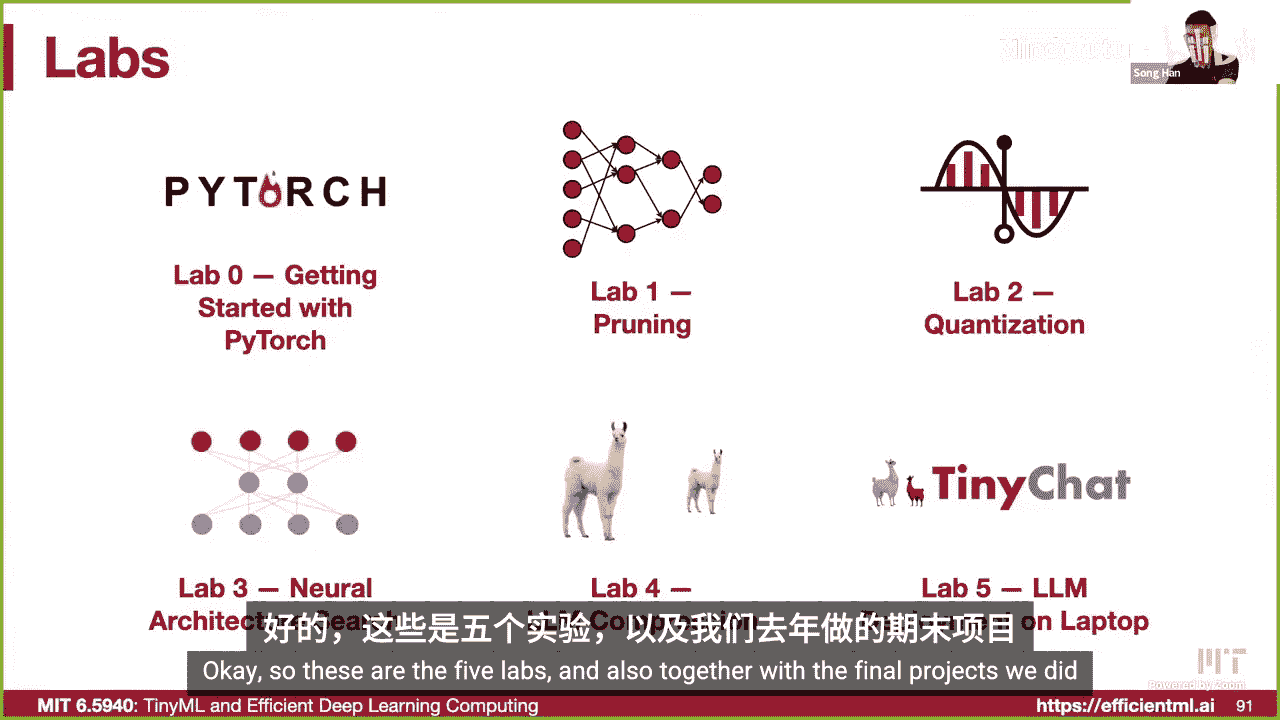 Labs
Song Han
PYTORCH
Lab 0 — Getting
Started with
PyTorch
Lab 1 —
Pruning
Lab 2 —
Quantization
TinyChat
Lab 3 — Neural
Lab 4 —
Lab 5 — LLM
on Laptop
好的，这些是五个实验，以及我们去年做的期末项目
Okay, so these are the five labs, and also together with the final projects we did
MIT
Powered by Zoom
MIT 6.5940: TinyML and Efficient Deep Learning Computing
https://efficientml.ai
91